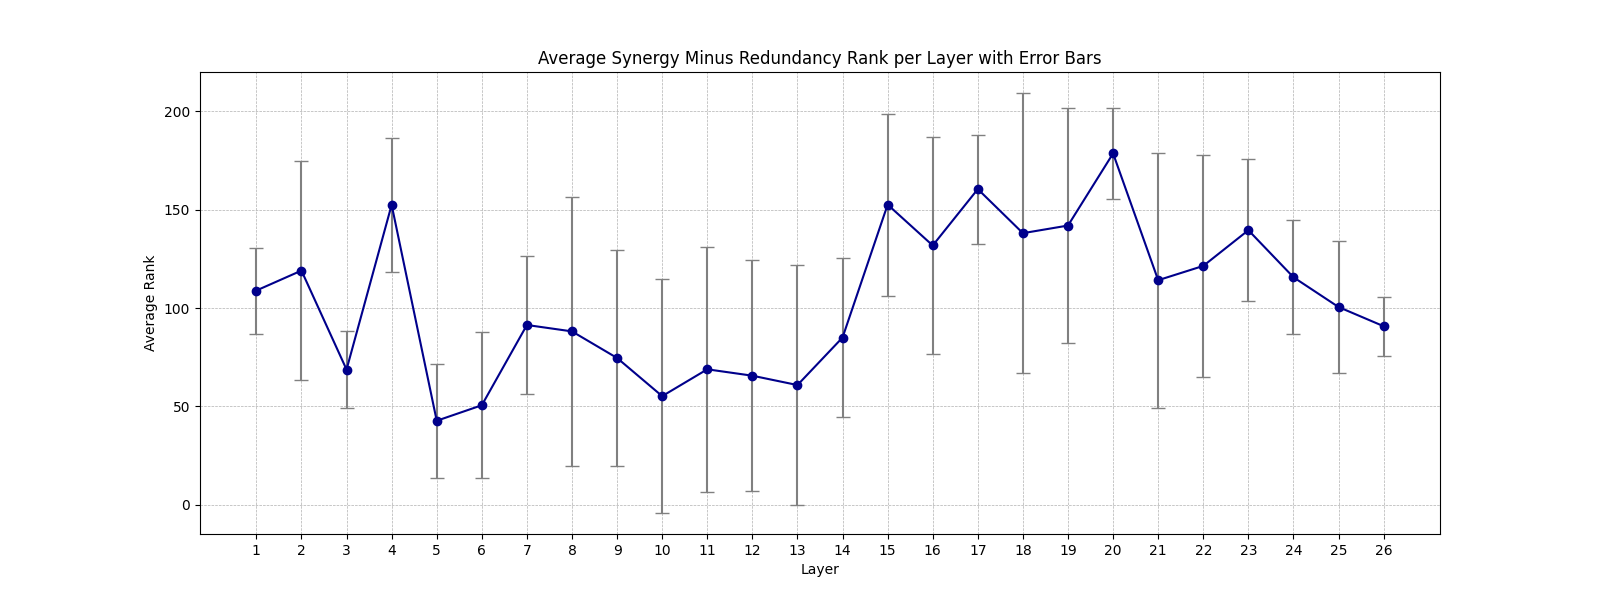 Average Synergy Minus Redundancy Rank per Layer with Error Bars
Average Rank
200
150
100
50
0
1 2 3 4 5 6 7 8 9 10 11 12 13 14 15 16 17 18 19 20 21 22 23 24 25 26
Layer